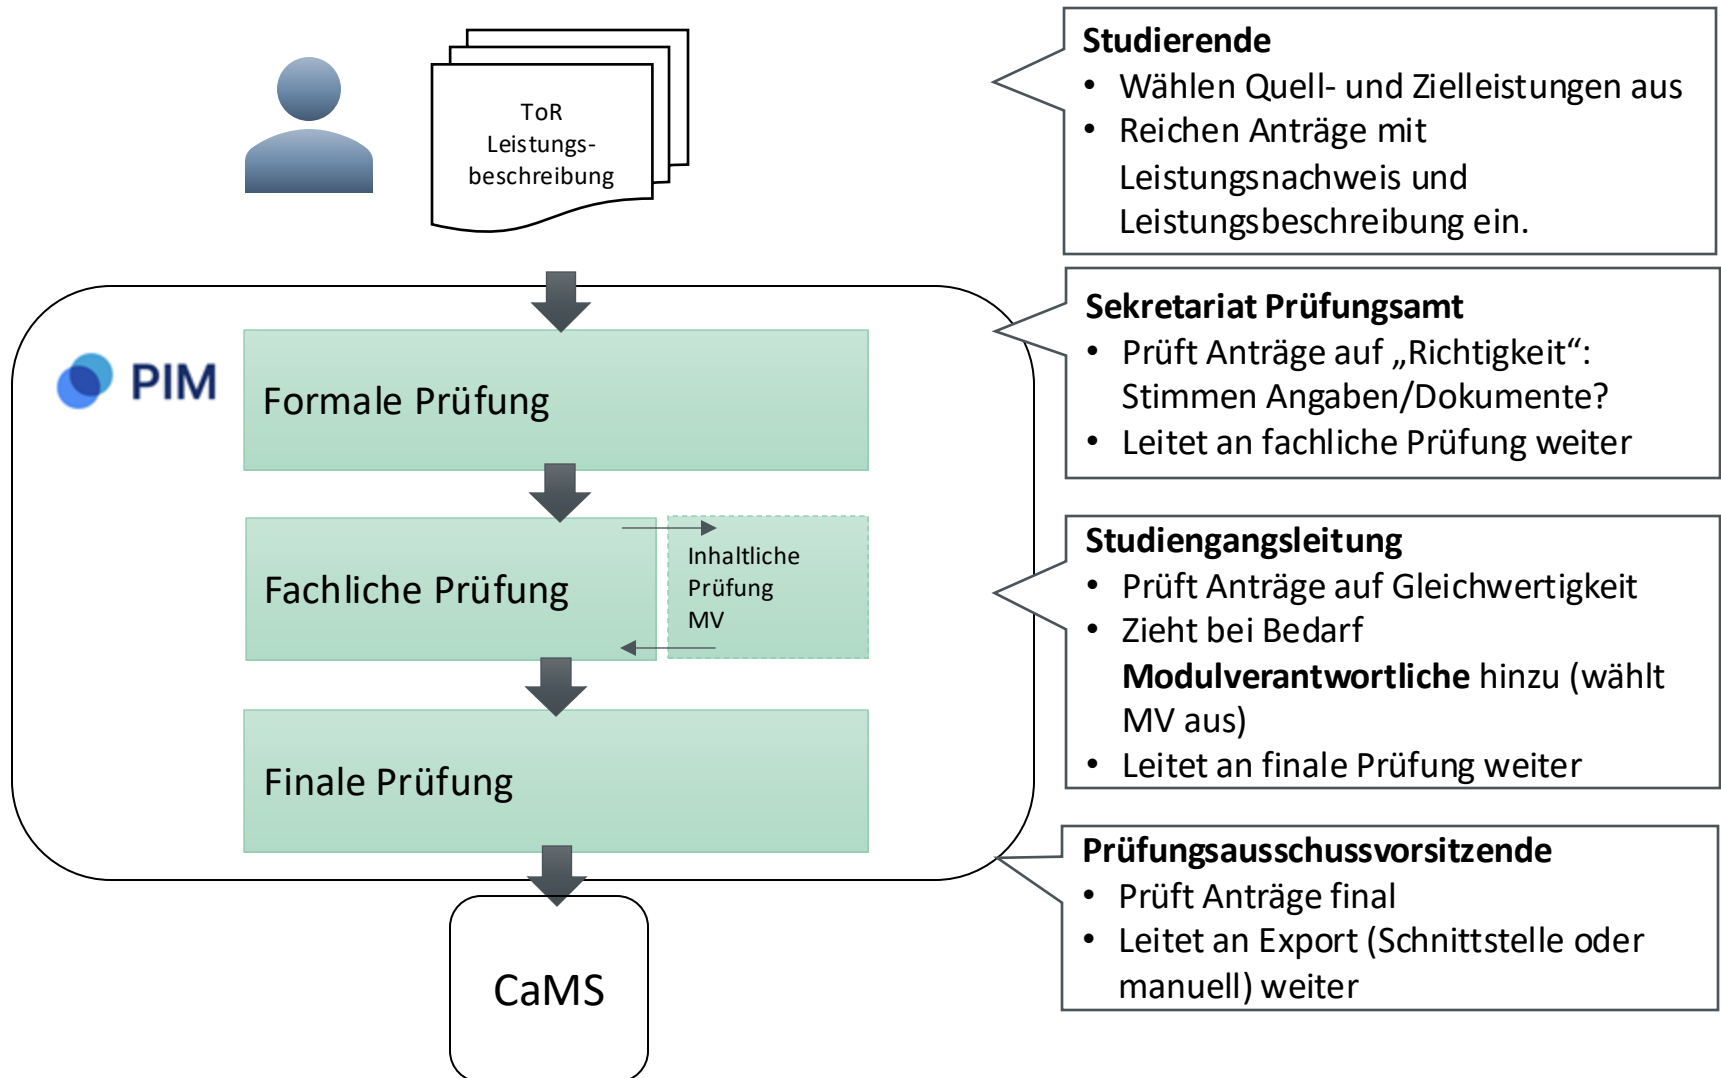 ToR
Leistungs-
beschreibung
Studierende
• Wählen Quell- und Zielleistungen aus
• Reichen Anträge mit
Leistungsnachweis und
Leistungsbeschreibung ein.
PIM
Formale Prüfung
Sekretariat Prüfungsamt
• Prüft Anträge auf „Richtigkeit“:
Stimmen Angaben/Dokumente?
• Leitet an fachliche Prüfung weiter
Fachliche Prüfung
Inhaltliche
Prüfung
MV
Studiengangsleitung
• Prüft Anträge auf Gleichwertigkeit
• Zieht bei Bedarf
Modulverantwortliche hinzu (wählt
MV aus)
• Leitet an finale Prüfung weiter
Finale Prüfung
Prüfungsausschussvorsitzende
• Prüft Anträge final
• Leitet an Export (Schnittstelle oder
manuell) weiter
CaMS